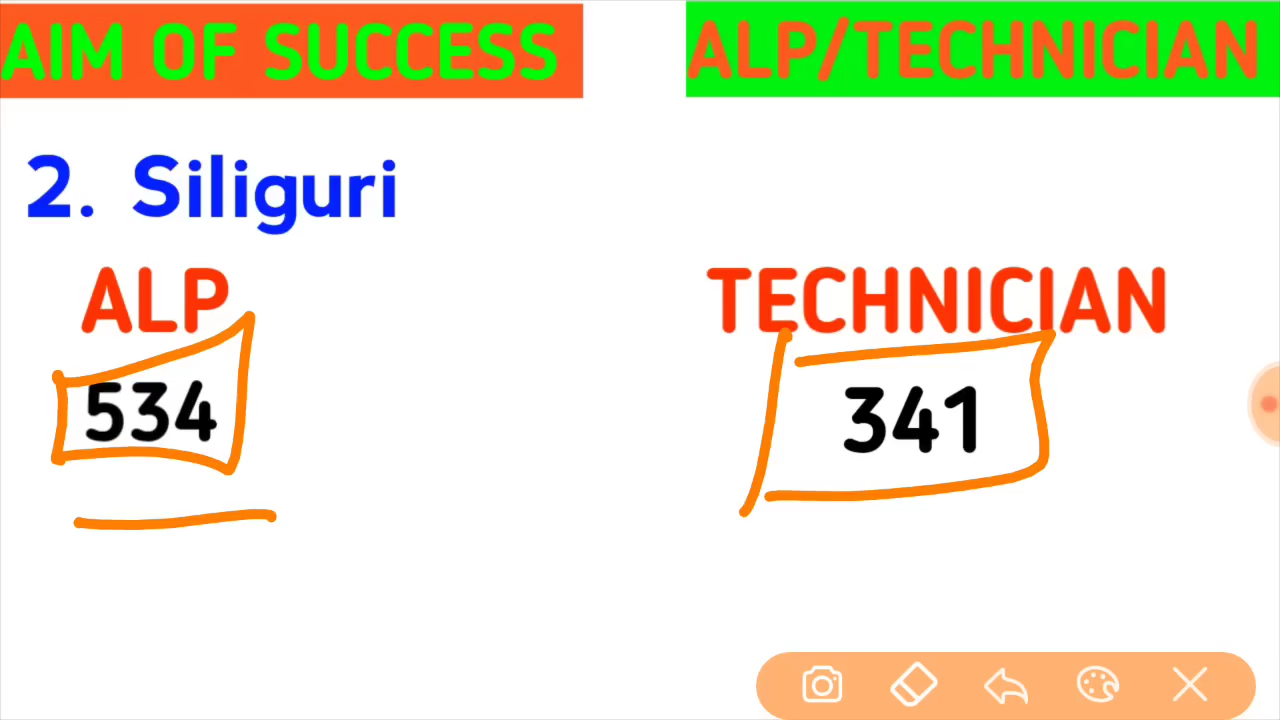 AIM OF SUCCESS
ALP/TECHNICIAN
2. Siliguri
ALP
TECHNICIAN
534
341